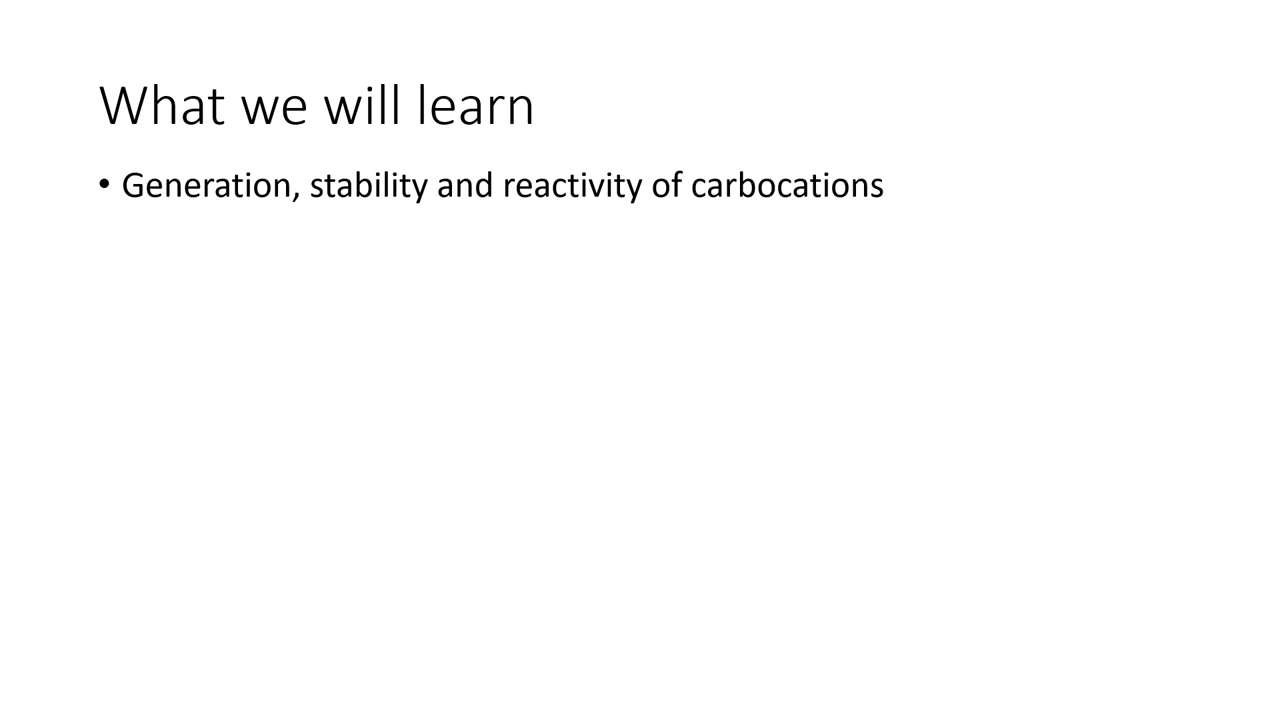 What we will learn
• Generation, stability and reactivity of carbocations